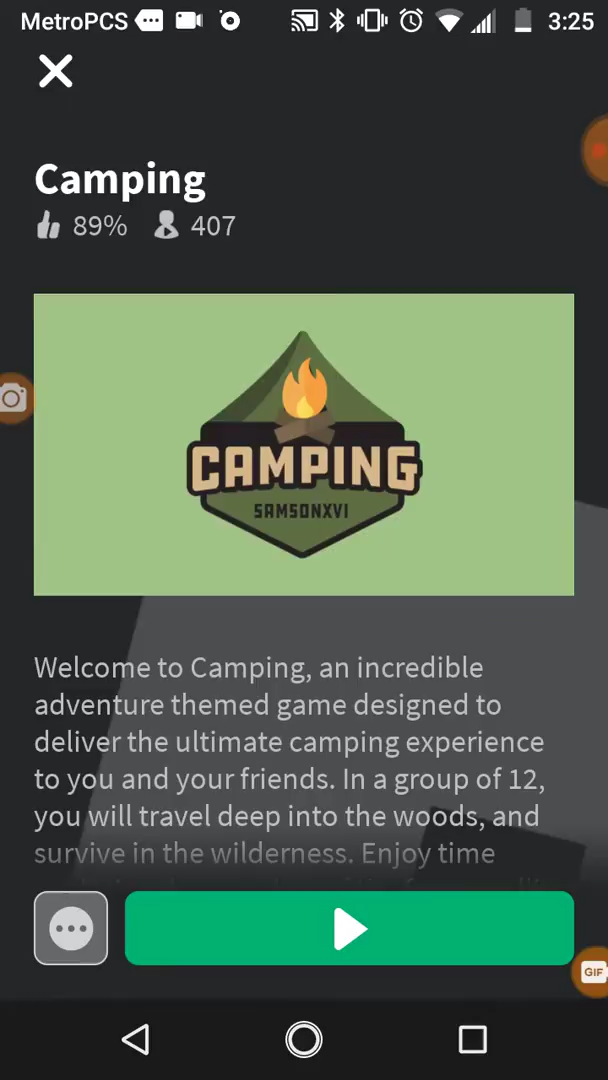 MetroPCS
3:25
Camping
89% 407
CAMPING
SAMSONXVI
Welcome to Camping, an incredible
adventure themed game designed to
deliver the ultimate camping experience
to you and your friends. In a group of 12,
you will travel deep into the woods, and
survive in the wilderness. Enjoy time
GIF